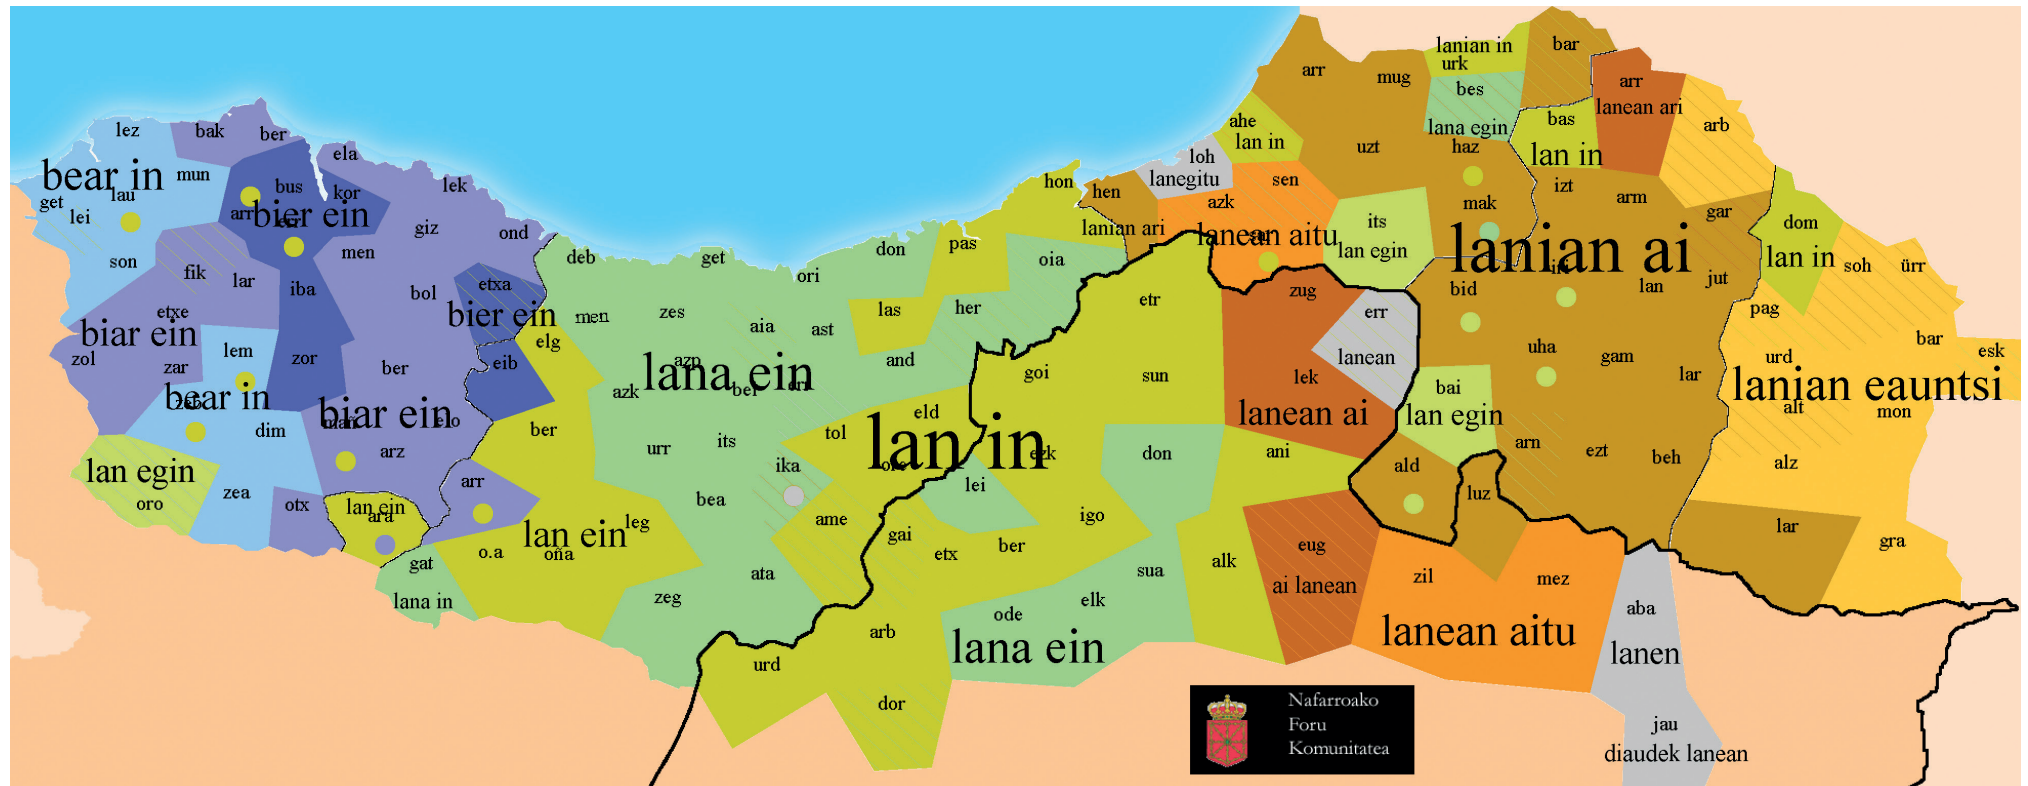 lez
bak
ber
ela
bear in
mun
lau
get
lei
bus
kor
arr
bier ein
lek
giz
ond
men
son
fik
lar
iba
bol
etxa
bier ein
etxe
biar ein
zol
zar
lem
zor
ber
eib
elg
bear in
zeb
dim
mañ
biar ein
elo
arz
lan egin
oro
zea
otx
lan ein
ara
arr
gat
lana in
deb
get
ori
don
pas
hon
oia
men
zes
aia
ast
las
her
azp
lana ein
bei
and
azk
ber
urr
its
ika
tol
eld
lan in
bea
leg
lan ein
o.a
oña
ata
zeg
ame
gai
etx
lei
ezk
don
igo
ber
goi
sun
etr
sua
elk
ode
lana ein
arb
urd
dor
alk
ani
hen
lanian ari
loh
lanegitu
ahe
lan in
sen
azk
lanean aitu
arr
mug
uzt
lanian in
urk
bes
lana egin
haz
mak
its
lan egin
bar
arr
lanean ari
bas
lan in
arb
izt
arm
gar
lanian ai
iri
bid
lan
jut
dom
lan in
soh
ürr
pag
bar
esk
urd
lanian eauntsi
alt
mon
alz
zug
err
lanean
lek
lanean ai
uha
gam
lar
bai
lan egin
arn
ezt
beh
ald
luz
lar
gra
eug
ai lanean
zil
mez
lanean aitu
aba
lanen
jau
diaudek lanean
Nafarroako
Foru
Komunitatea